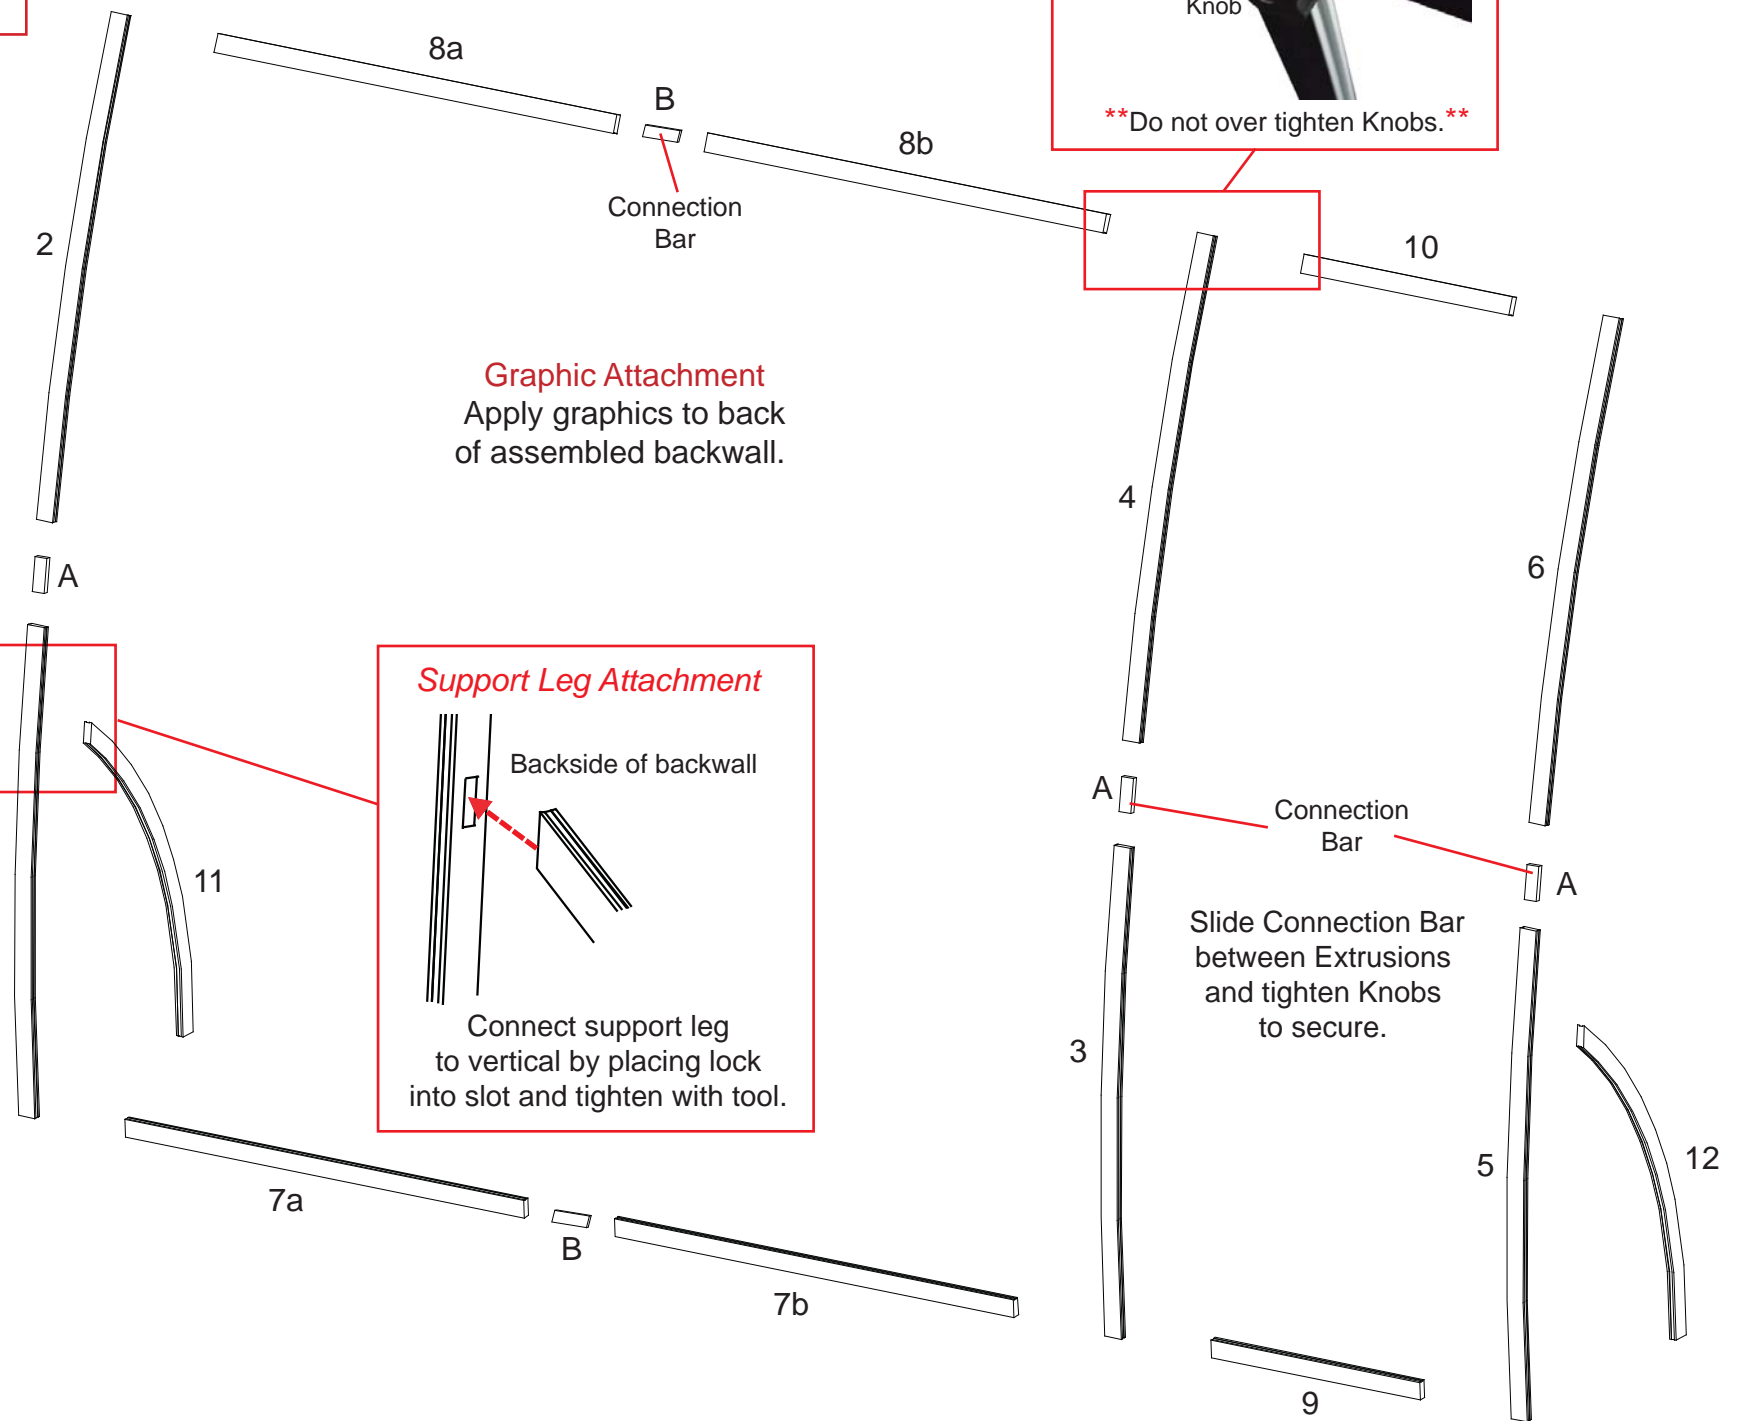 Knob
**Do not over tighten Knobs.**
8a
B
8b
Connection
Bar
2
10
Graphic Attachment
Apply graphics to back
of assembled backwall.
4
6
A
Support Leg Attachment
Backside of backwall
Connect support leg
to vertical by placing lock
into slot and tighten with tool.
11
A
Connection
Bar
A
Slide Connection Bar
between Extrusions
and tighten Knobs
to secure.
3
5
12
7a
B
7b
9